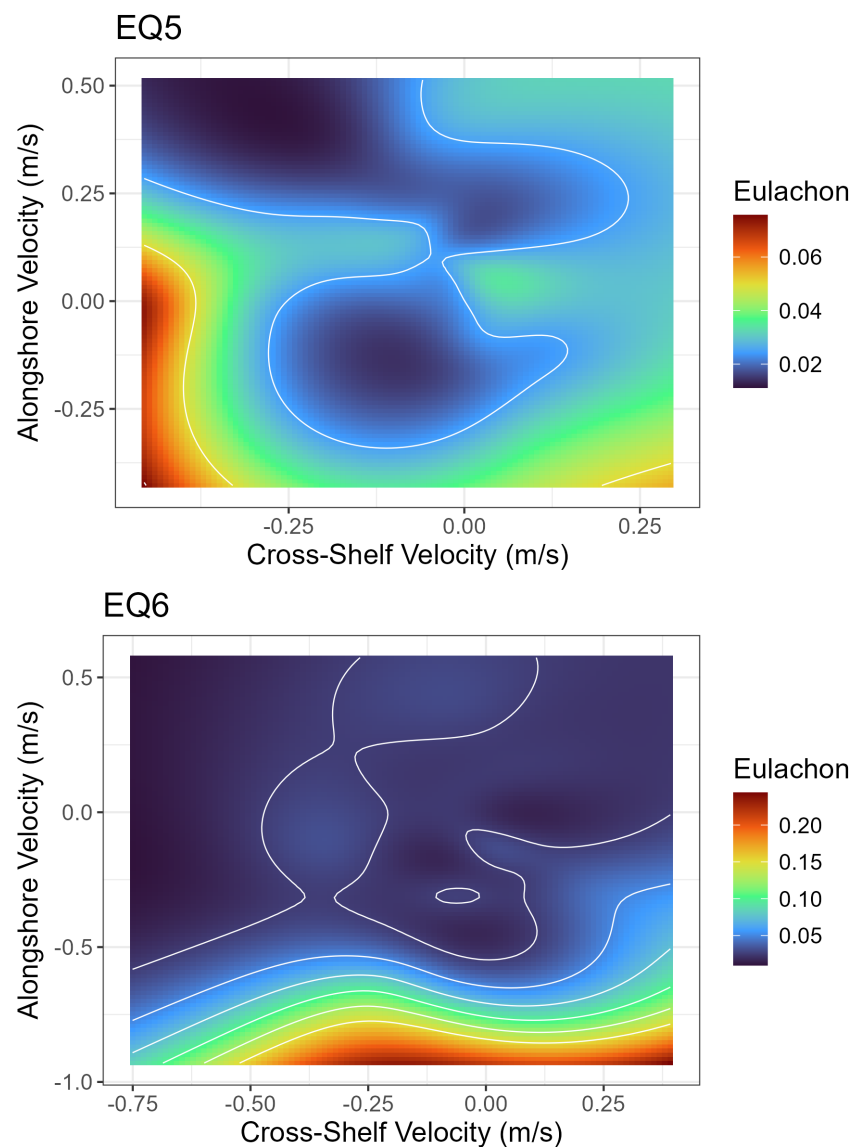 EQ5
Alongshore Velocity (m/s)
0.50
0.25
0.00
-0.25
-0.25
0.00
0.25
Cross-Shelf Velocity (m/s)
Eulachon
0.06
0.04
0.02
EQ6
Alongshore Velocity (m/s)
0.5
0.0
-0.5
-1.0
-0.75
-0.50
-0.25
0.00
0.25
Cross-Shelf Velocity (m/s)
Eulachon
0.20
0.15
0.10
0.05